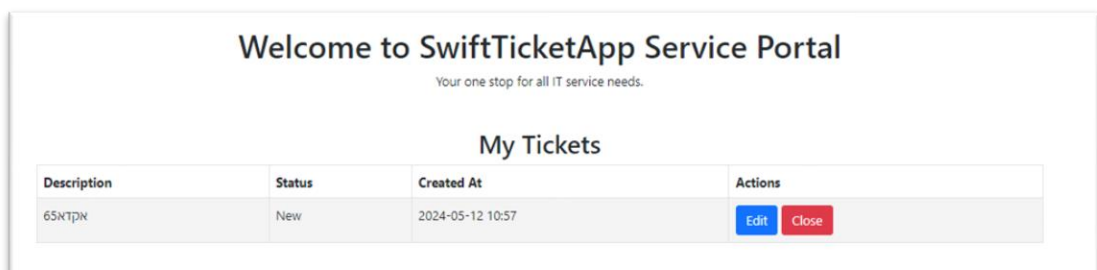 Welcome to SwiftTicketApp Service Portal
Your one stop for all IT service needs.
My Tickets
Description Status Created At Actions
אקדא65 New 2024-05-12 10:57 Edit Close